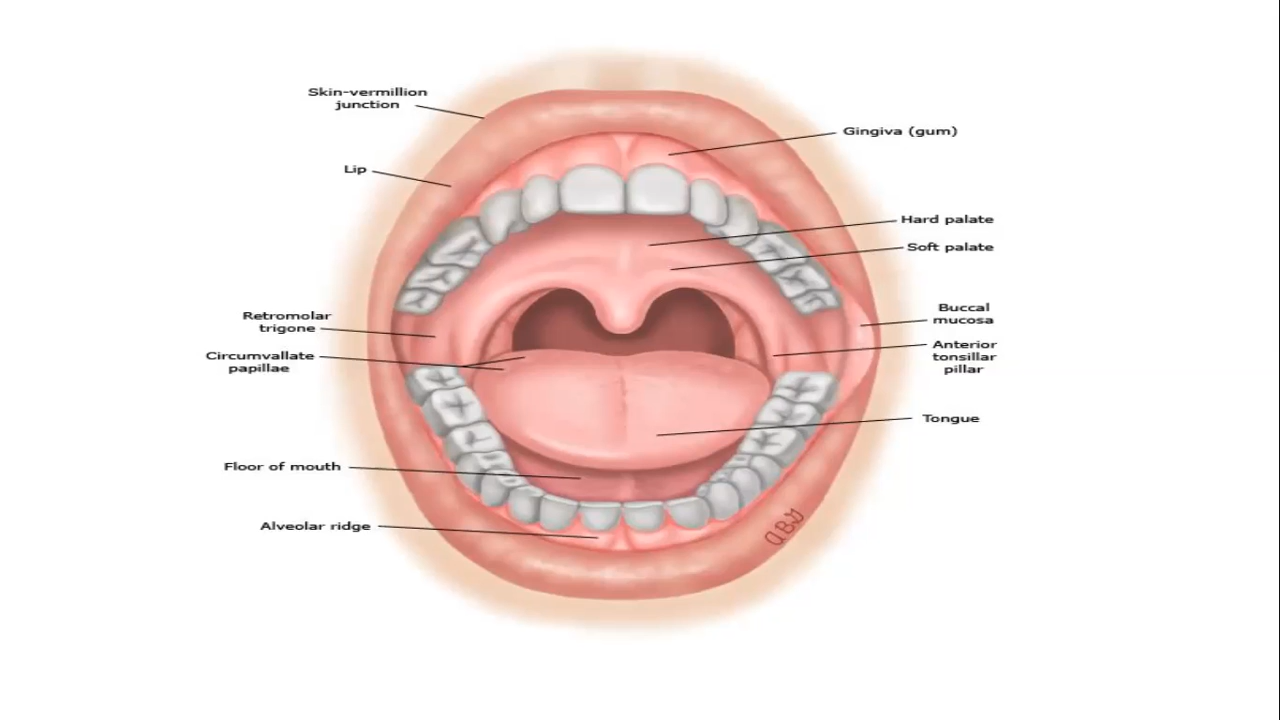 Skin-vermillion
junction
Gingiva (gum)
Lip
Hard palate
Soft palate
Retromolar
trigone
Buccal
mucosa
Circumvallate
papillae
Anterior
tonsillar
pillar
Tongue
Floor of mouth
Alveolar ridge